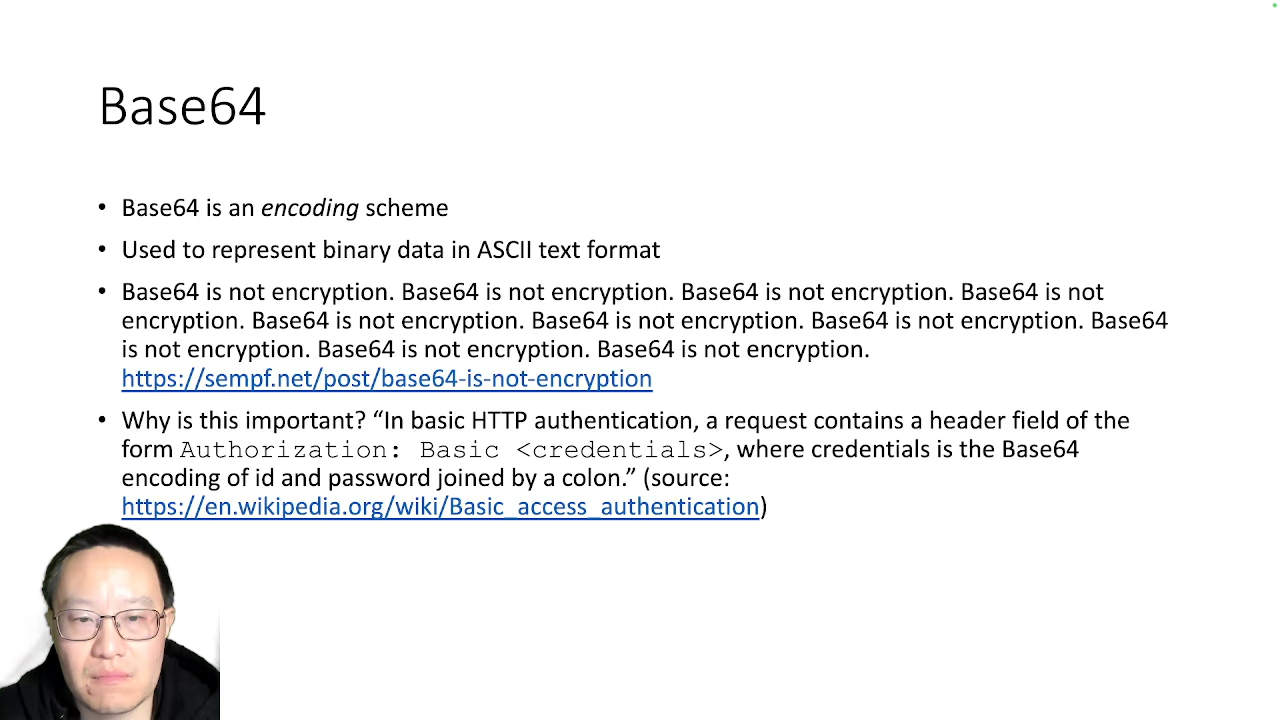 Base64
• Base64 is an encoding scheme
• Used to represent binary data in ASCII text format
• Base64 is not encryption. Base64 is not encryption. Base64 is not encryption. Base64 is not
encryption. Base64 is not encryption. Base64 is not encryption. Base64 is not encryption. Base64
is not encryption. Base64 is not encryption. Base64 is not encryption.
https://sempf.net/post/base64-is-not-encryption
• Why is this important? “In basic HTTP authentication, a request contains a header field of the
form Authorization: Basic <credentials>, where credentials is the Base64
encoding of id and password joined by a colon.” (source:
https://en.wikipedia.org/wiki/Basic_access_authentication)